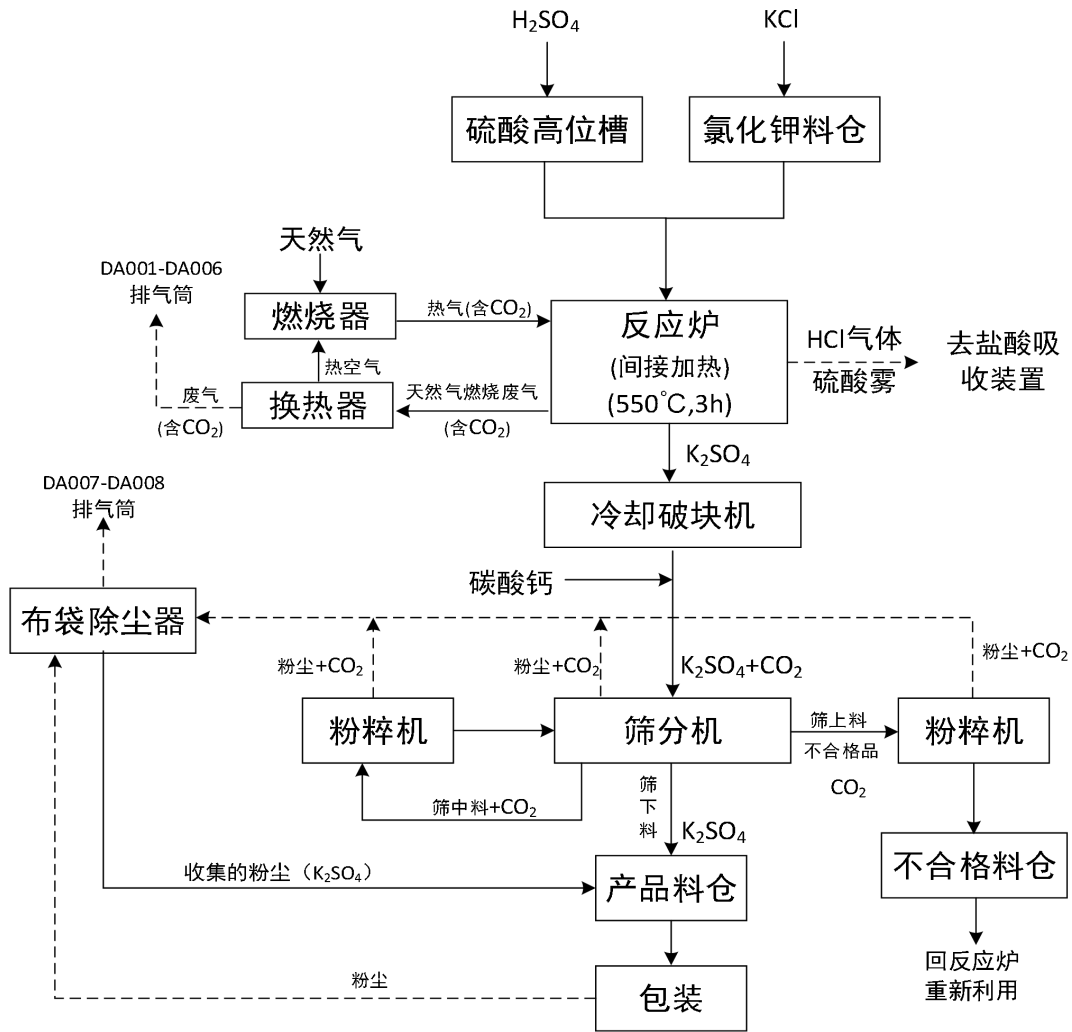 H₂SO₄
KCl
硫酸高位槽
氯化钾料仓
天然气
DA001-DA006
排气筒
燃烧器
热气(含CO₂)
反应炉
(间接加热)
(550℃,3h)
HCl气体
硫酸雾
去盐酸吸
收装置
热空气
废气
(含CO₂)
换热器
天然气燃烧废气
(含CO₂)
K₂SO₄
DA007-DA008
排气筒
冷却破块机
碳酸钙
布袋除尘器
粉尘+CO₂
粉尘+CO₂
K₂SO₄+CO₂
粉尘+CO₂
粉粹机
筛分机
筛上料
不合格品
CO₂
粉粹机
筛中料+CO₂
筛
下
料
K₂SO₄
收集的粉尘（K₂SO₄）
产品料仓
不合格料仓
粉尘
包装
回反应炉
重新利用